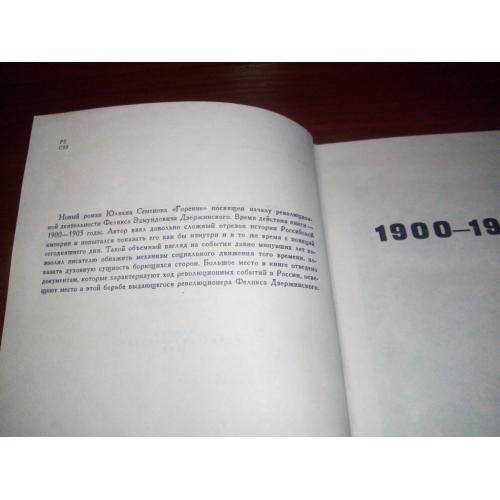 Р2
С30
Новый роман Юлиана Семенова «Горение» посвящен началу революцион-
ной деятельности Феликса Эдмундовича Дзержинского. Время действия книги —
1900—1905 годы. Автор взял довольно сложный отрезок истории Российской
империи и попытался показать его как бы изнутри и в то же время с позиций
сегодняшнего дня. Такой объемный взгляд на события давно минувших лет по-
зволил писателю обнажить механизм социального движения того времени, по-
казать духовную сущность борющихся сторон. Большое место в книге отведено
документам, которые характеризуют ход революционных событий в России, осве-
щают место в этой борьбе выдающегося революционера Феликса Дзержинского.
1900—19